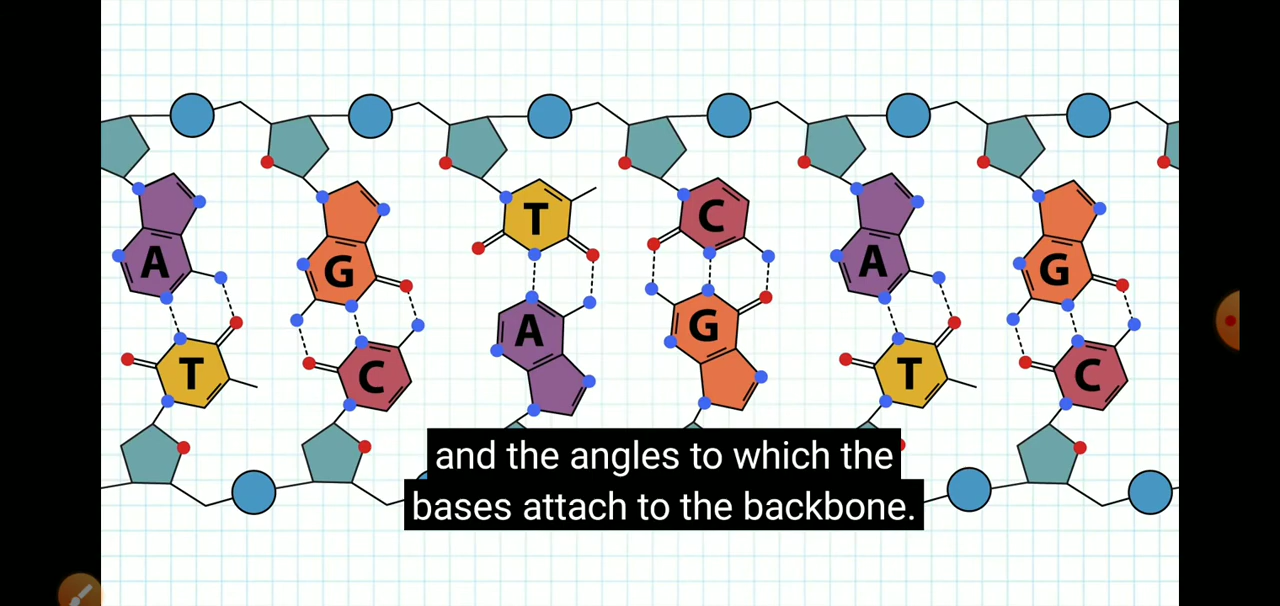 A
G
T
C
A
G
T
C
A
G
T
C
and the angles to which the
bases attach to the backbone.